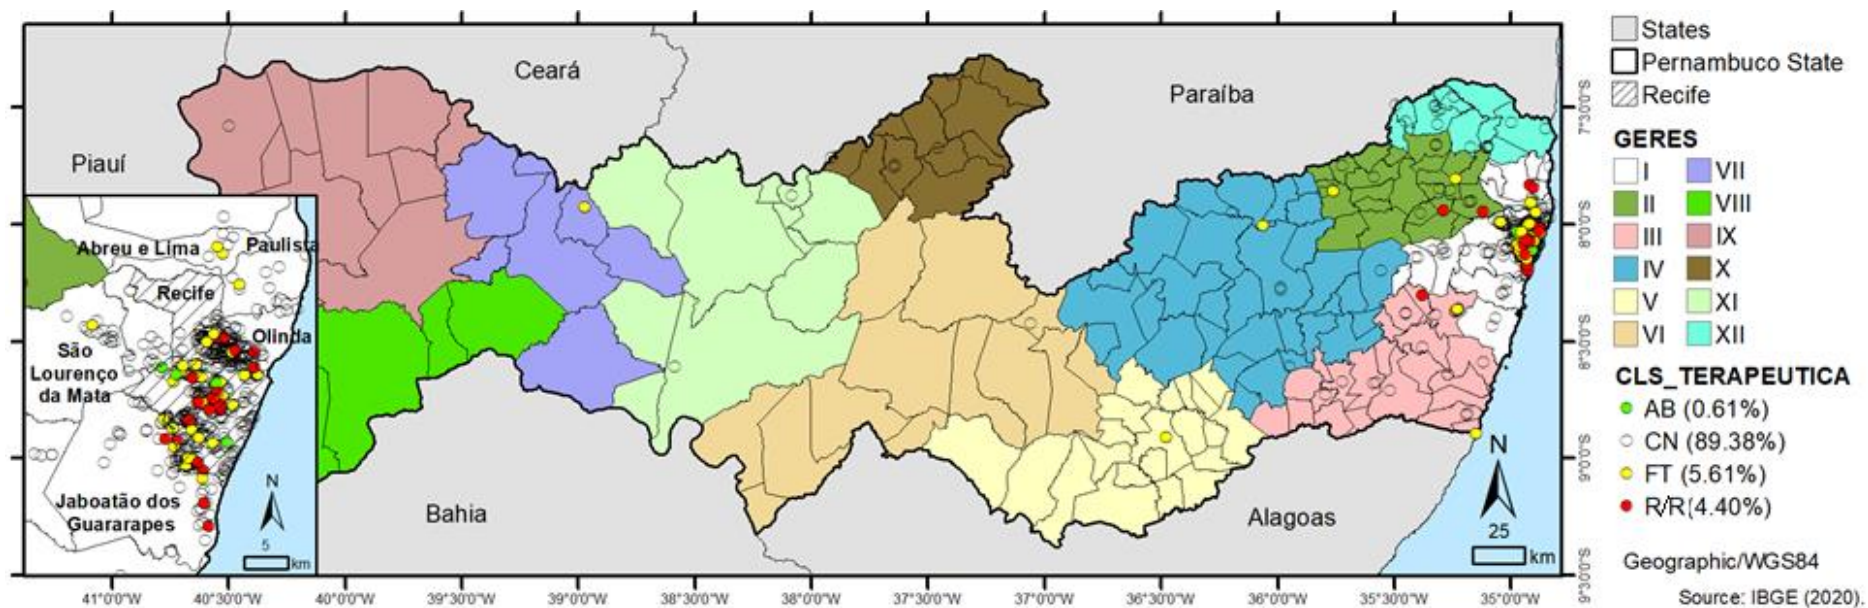 Ceará
Paraíba
Piauí
Bahia
Alagoas
Abreu e Lima
Paulista
Recife
Olinda
São
Lourenço
da Mata
Jaboatão dos
Guararapes
N
5
km
N
25
km
7°30'0"S
8°0'0"S
8°30'0"S
9°0'0"S
9°30'0"S
41°0'0"W
40°30'0"W
40°0'0"W
39°30'0"W
39°0'0"W
38°30'0"W
38°0'0"W
37°30'0"W
37°0'0"W
36°30'0"W
36°0'0"W
35°30'0"W
35°0'0"W
States
Pernambuco State
Recife
GERES
I
VII
II
VIII
III
IX
IV
X
V
XI
VI
XII
CLS_TERAPEUTICA
AB (0.61%)
CN (89.38%)
FT (5.61%)
R/R(4.40%)
Geographic/WGS84
Source: IBGE (2020).